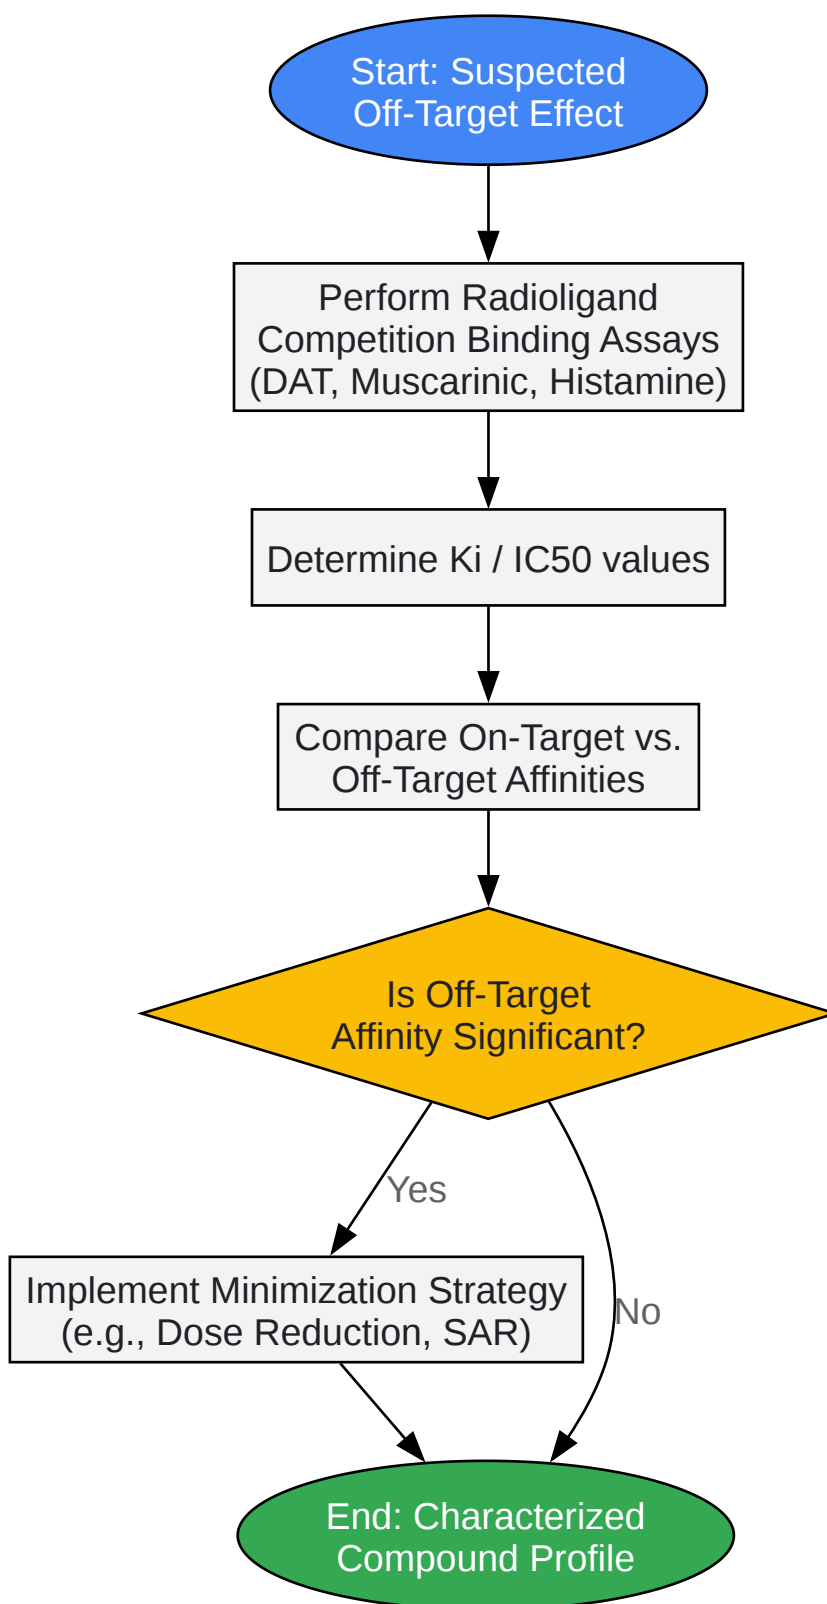 Start: Suspected
Off-Target Effect
Perform Radioligand
Competition Binding Assays
(DAT, Muscarinic, Histamine)
Determine Ki / IC50 values
Compare On-Target vs.
Off-Target Affinities
Is Off-Target
Affinity Significant?
Yes
Implement Minimization Strategy
(e.g., Dose Reduction, SAR)
No
End: Characterized
Compound Profile